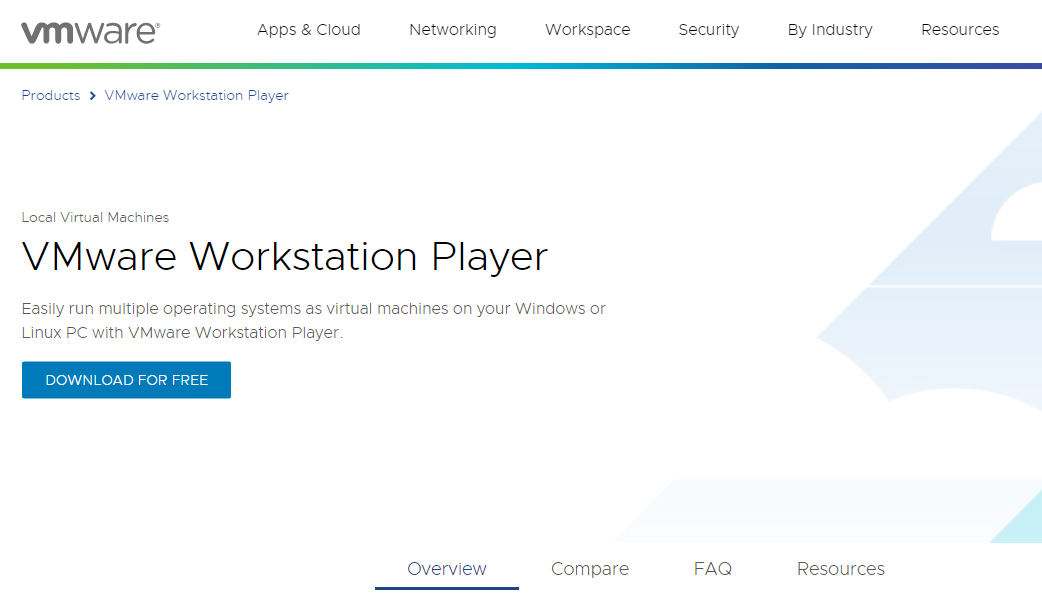 vmware®
Apps & Cloud Networking Workspace Security By Industry Resources
Products > VMware Workstation Player
Local Virtual Machines
VMware Workstation Player
Easily run multiple operating systems as virtual machines on your Windows or
Linux PC with VMware Workstation Player.
DOWNLOAD FOR FREE
Overview Compare FAQ Resources